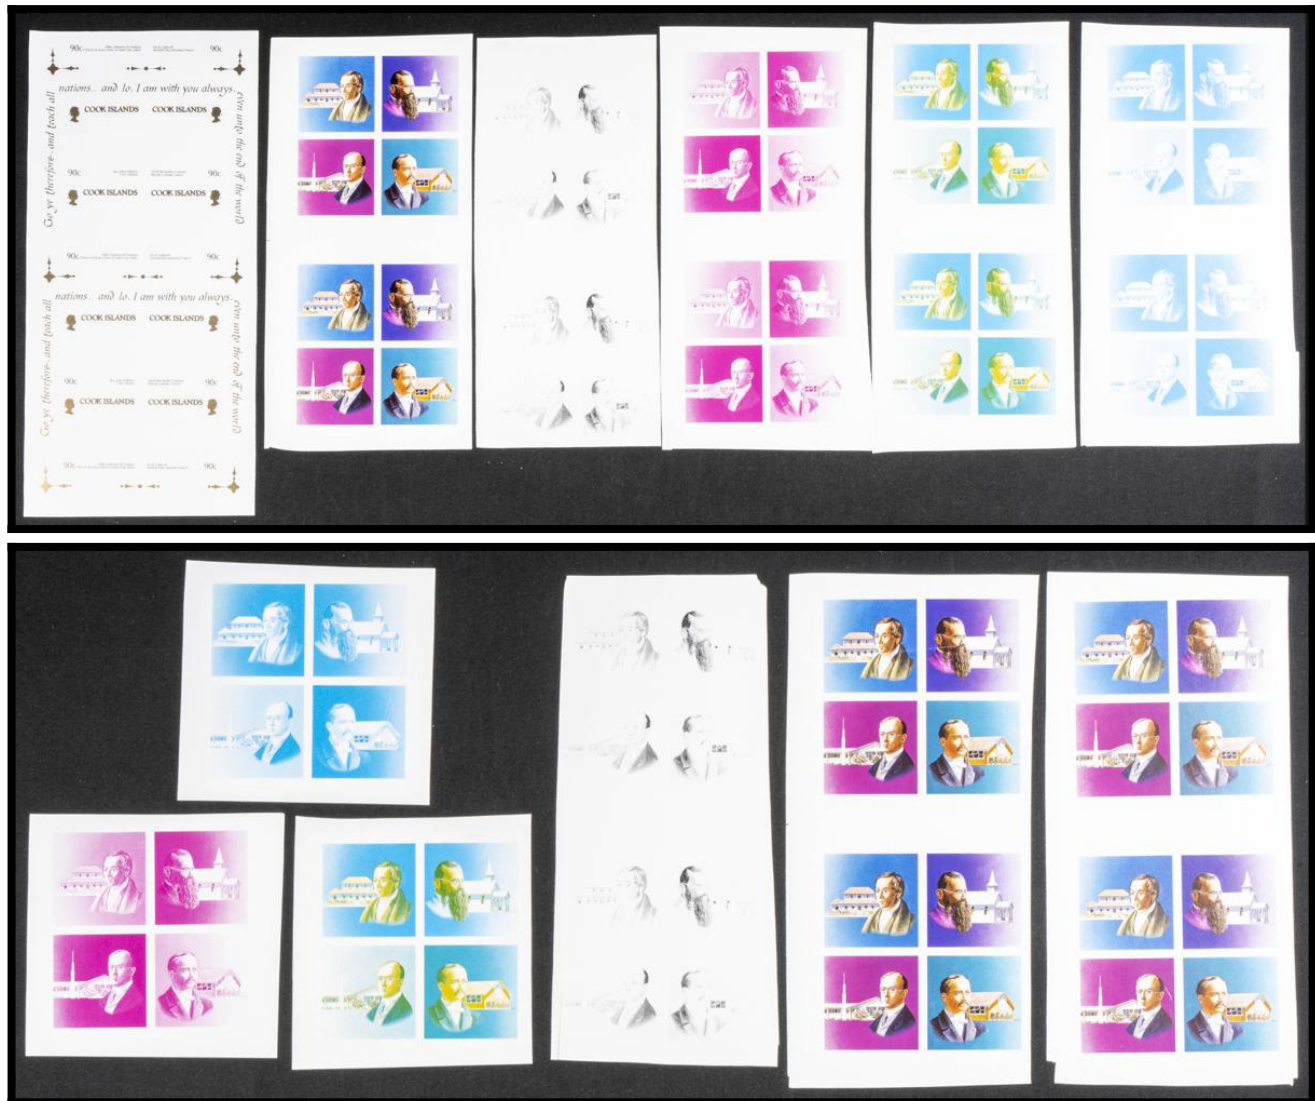 90c 90c
nations.. and lo, I am with you always,
Go ye therefore, and teach all
even unto the end of the world
COOK ISLANDS COOK ISLANDS
90c 90c
COOK ISLANDS COOK ISLANDS
90c 90c
nations.. and lo, I am with you always,
Go ye therefore, and teach all
even unto the end of the world
COOK ISLANDS COOK ISLANDS
90c 90c
COOK ISLANDS COOK ISLANDS
90c 90c